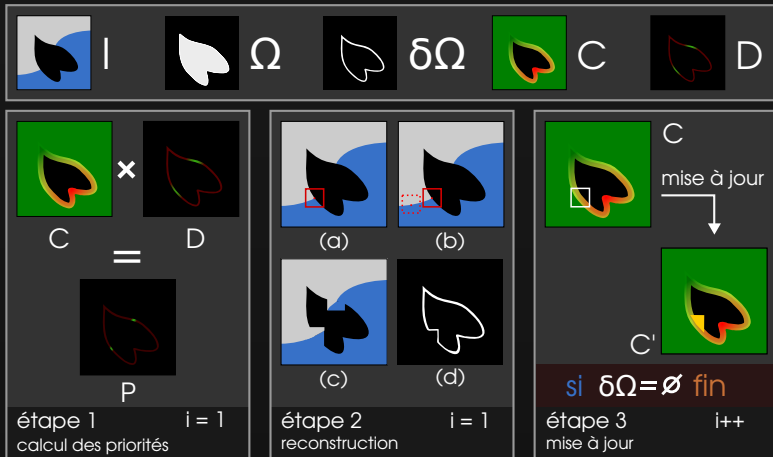 I Ω δΩ C D
C × D
=
P
étape 1 i = 1
calcul des priorités
(a) (b)
(c) (d)
étape 2 i = 1
reconstruction
C
mise à jour
C'
si δΩ=ø fin
étape 3 i++
mise à jour